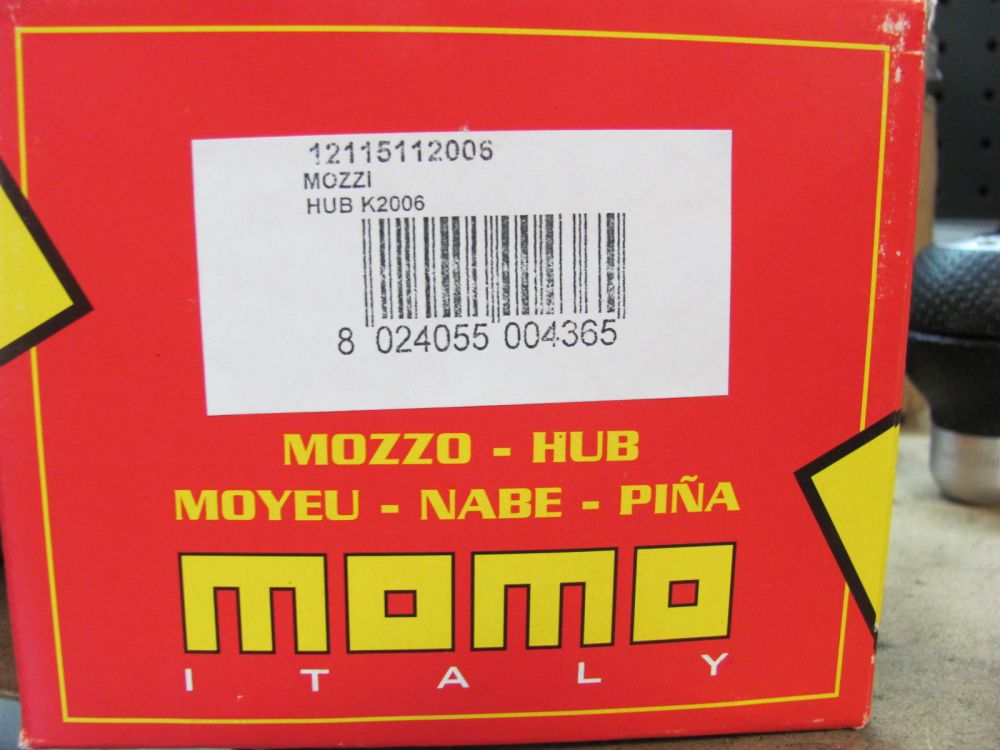 12115112006
MOZZI
HUB K2006
8 024055 004365
MOZZO - HUB
MOYEU - NABE - PIÑA
momo
ITALY